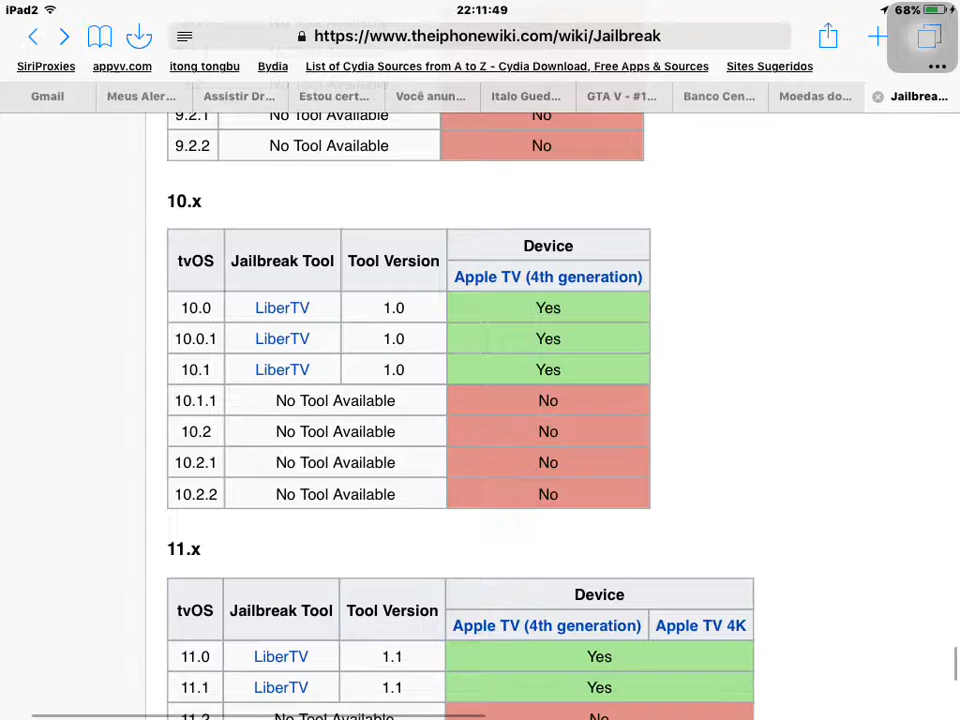 iPad2 22:11:49 68%
https://www.theiphonewiki.com/wiki/Jailbreak
SiriProxies appvv.com itong tongbu Bydia List of Cydia Sources from A to Z - Cydia Download, Free Apps & Sources Sites Sugeridos
Gmail Meus Aler... Assistir Dr... Estou cert... Você anun... Italo Gued... GTA V - #1... Banco Cen... Moedas do... Jailbrea...
9.2.1 No Tool Available No
9.2.2 No Tool Available No
10.x
Device
tvOS Jailbreak Tool Tool Version
Apple TV (4th generation)
10.0 LiberTV 1.0 Yes
10.0.1 LiberTV 1.0 Yes
10.1 LiberTV 1.0 Yes
10.1.1 No Tool Available No
10.2 No Tool Available No
10.2.1 No Tool Available No
10.2.2 No Tool Available No
11.x
Device
tvOS Jailbreak Tool Tool Version
Apple TV (4th generation) Apple TV 4K
11.0 LiberTV 1.1 Yes
11.1 LiberTV 1.1 Yes
11.2 No Tool Available No